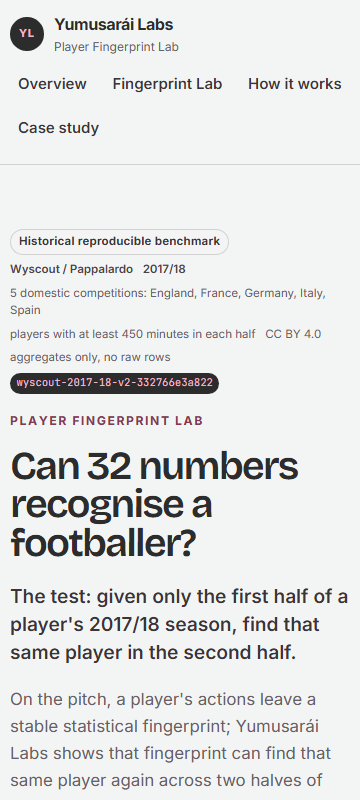 YL
Yumusarái Labs
Player Fingerprint Lab
Overview Fingerprint Lab How it works
Case study
Historical reproducible benchmark
Wyscout / Pappalardo 2017/18
5 domestic competitions: England, France, Germany, Italy,
Spain
players with at least 450 minutes in each half CC BY 4.0
aggregates only, no raw rows
wyscout-2017-18-v2-332766e3a822
PLAYER FINGERPRINT LAB
Can 32 numbers
recognise a
footballer?
The test: given only the first half of a
player's 2017/18 season, find that
same player in the second half.
On the pitch, a player's actions leave a
stable statistical fingerprint; Yumusarái
Labs shows that fingerprint can find that
same player again across two halves of